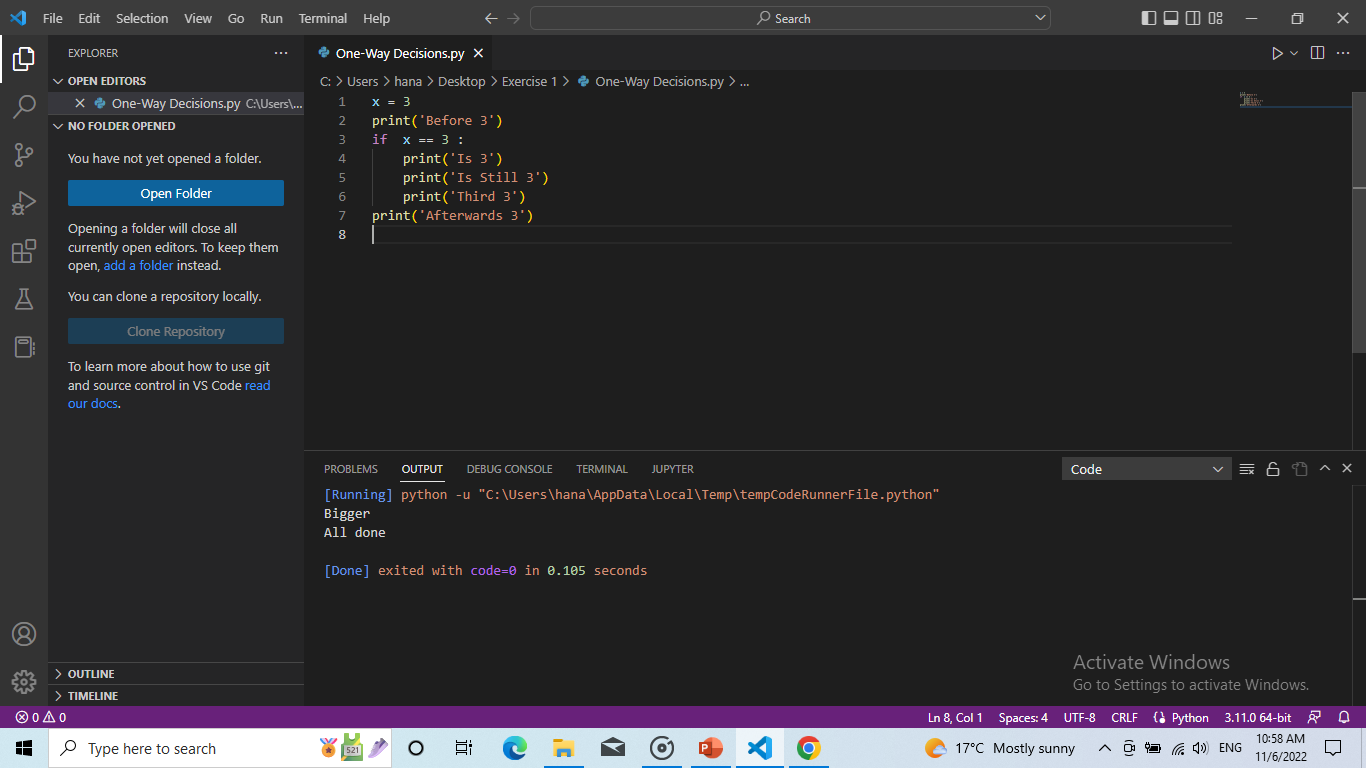 File Edit Selection View Go Run Terminal Help
Search
EXPLORER
OPEN EDITORS
One-Way Decisions.py C:\Users\...
NO FOLDER OPENED
You have not yet opened a folder.
Open Folder
Opening a folder will close all
currently open editors. To keep them
open, add a folder instead.
You can clone a repository locally.
Clone Repository
To learn more about how to use git
and source control in VS Code read
our docs.
OUTLINE
TIMELINE
One-Way Decisions.py
C: > Users > hana > Desktop > Exercise 1 > One-Way Decisions.py > ...
1 x = 3
2 print('Before 3')
3 if  x == 3 :
4     print('Is 3')
5     print('Is Still 3')
6     print('Third 3')
7 print('Afterwards 3')
8
PROBLEMS OUTPUT DEBUG CONSOLE TERMINAL JUPYTER
Code
[Running] python -u "C:\Users\hana\AppData\Local\Temp\tempCodeRunnerFile.python"
Bigger
All done
[Done] exited with code=0 in 0.105 seconds
Activate Windows
Go to Settings to activate Windows.
0 0
Ln 8, Col 1 Spaces: 4 UTF-8 CRLF Python 3.11.0 64-bit
Type here to search
521
17°C Mostly sunny
ENG
10:58 AM
11/6/2022